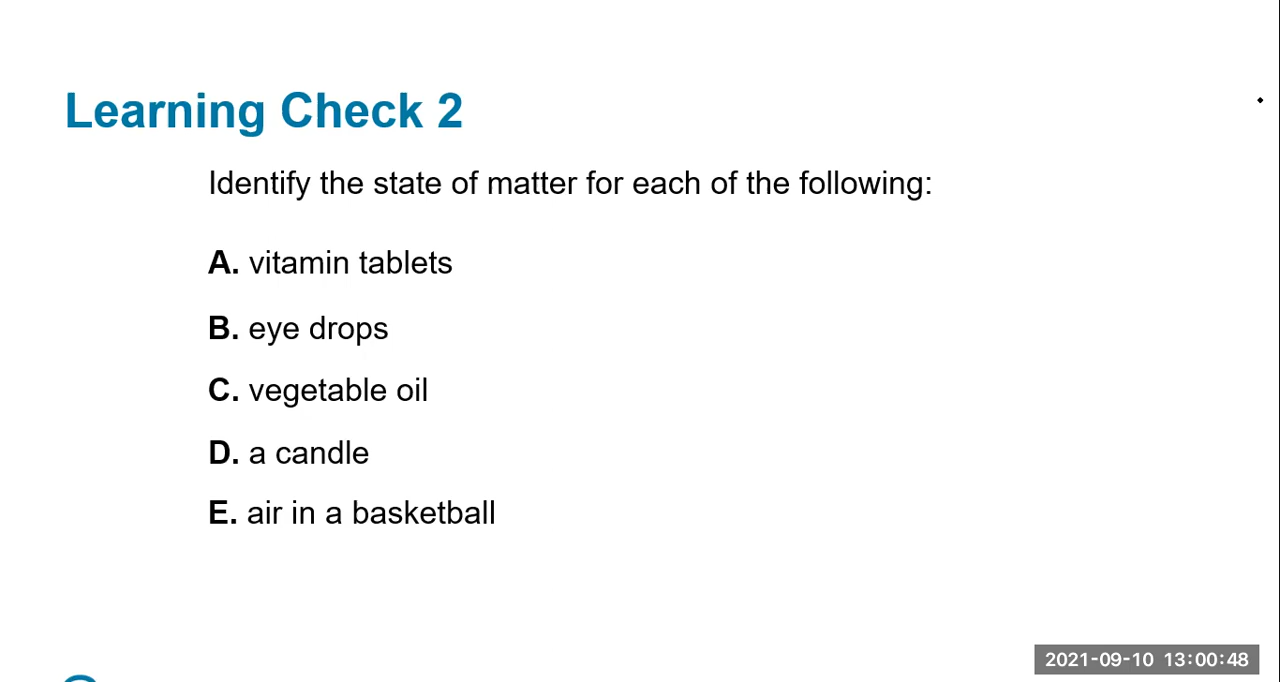 Learning Check 2
Identify the state of matter for each of the following:
A. vitamin tablets
B. eye drops
C. vegetable oil
D. a candle
E. air in a basketball
2021-09-10 13:00:48